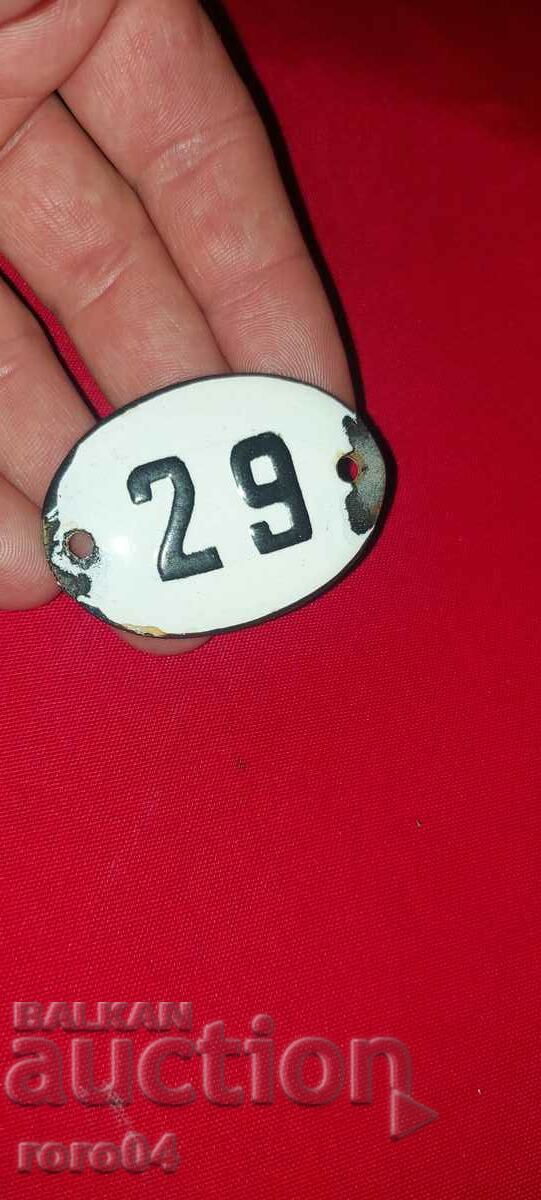 29
BALKAN
auction
roro04